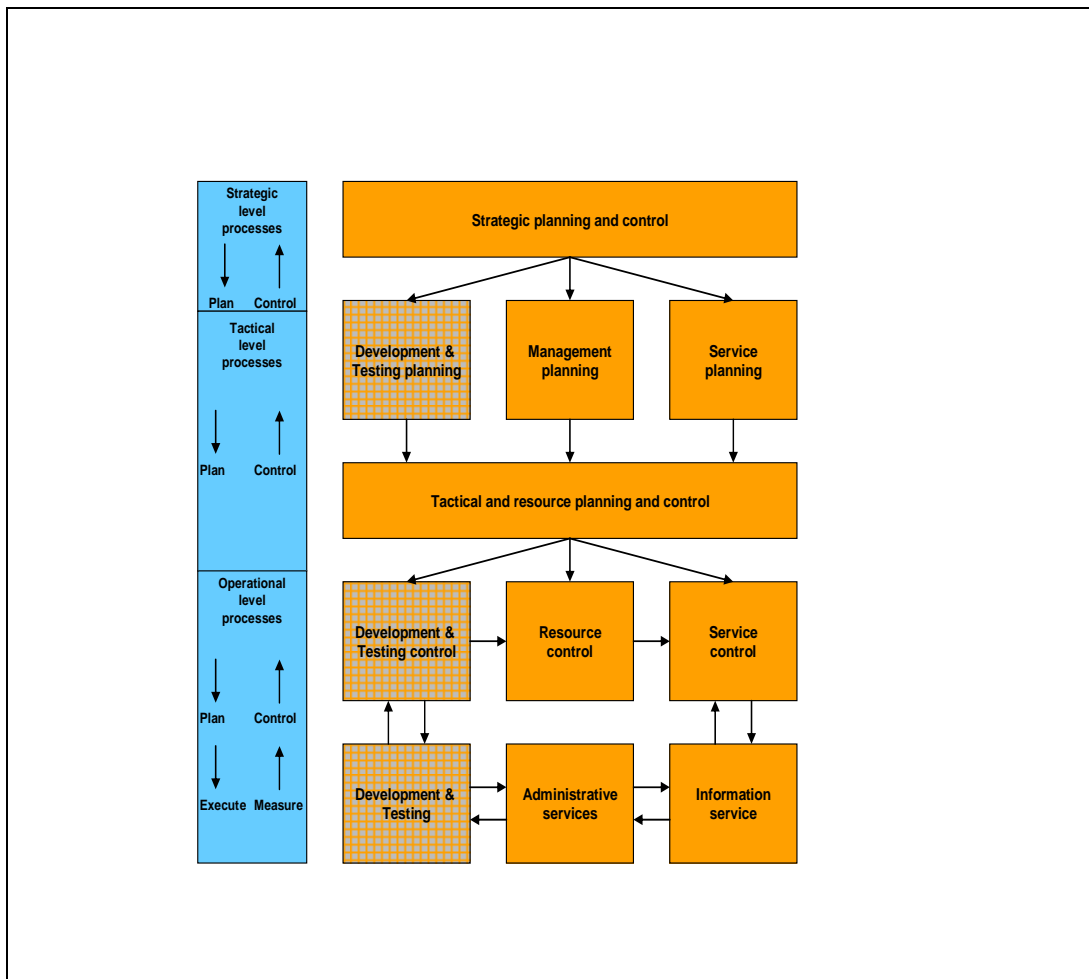 Strategic
level
processes
Plan
Control
Tactical
level
processes
Plan
Control
Operational
level
processes
Plan
Control
Execute
Measure
Strategic planning and control
Development &
Testing planning
Management
planning
Service
planning
Tactical and resource planning and control
Development &
Testing control
Resource
control
Service
control
Development &
Testing
Administrative
services
Information
service